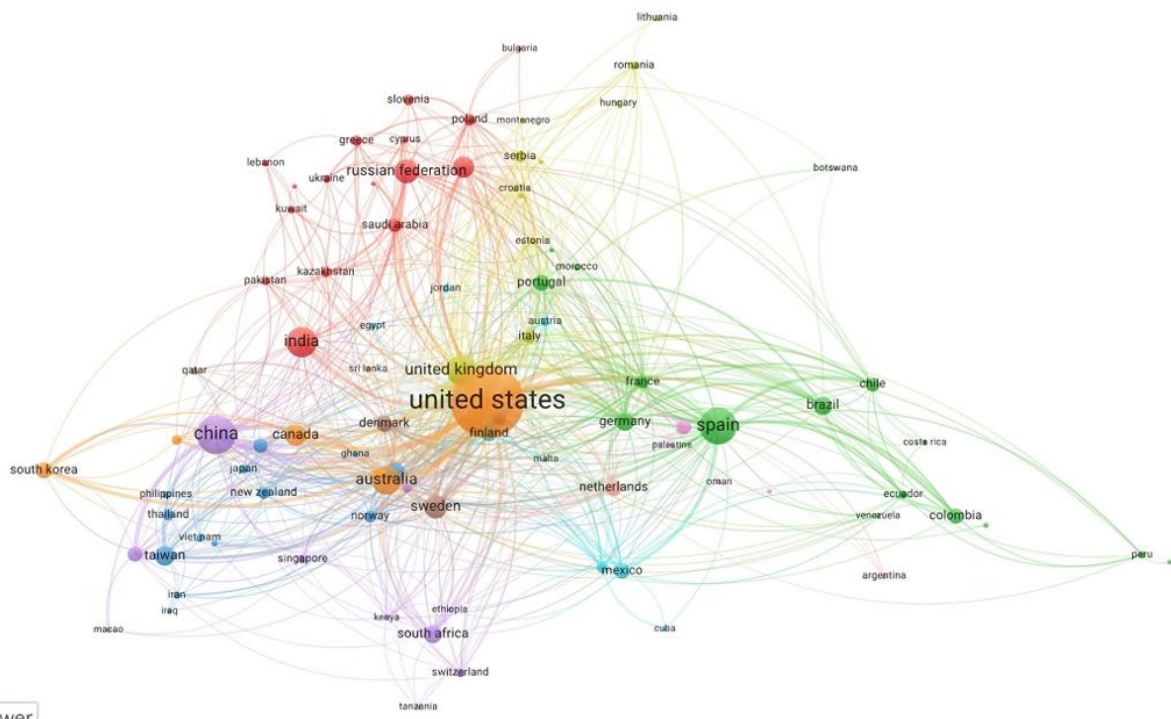 lithuania
bulgaria
romania
slovenia
hungary
poland
montenegro
greece
cyprus
serbia
lebanon
russian federation
botswana
ukraine
croatia
kuwait
saudi arabia
estonia
morocco
kazakhstan
pakistan
portugal
jordan
austria
egypt
italy
india
qatar
sri lanka
united kingdom
france
chile
united states
brazil
denmark
germany
spain
china
canada
finland
palestine
costa rica
ghana
malta
south korea
japan
australia
oman
netherlands
philippines
new zealand
ecuador
sweden
thailand
norway
venezuela
colombia
vietnam
taiwan
singapore
peru
mexico
argentina
iran
iraq
kenya
ethiopia
macao
south africa
cuba
switzerland
tanzania